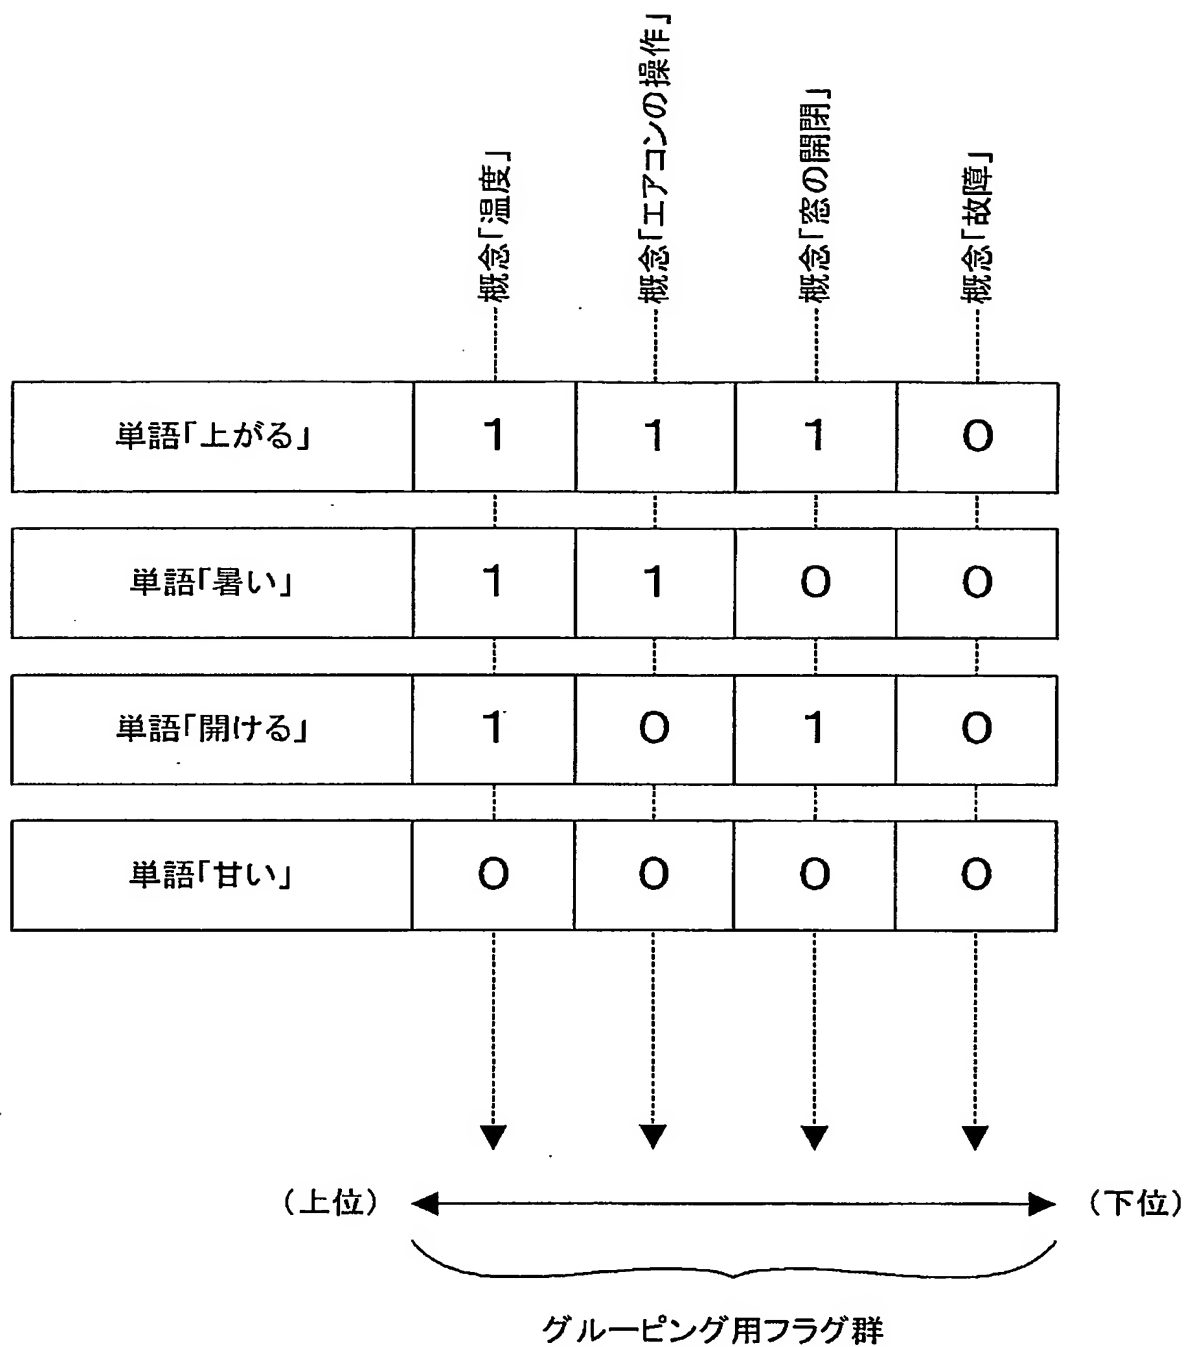 概念「温度」
概念「エアコンの操作」
概念「窓の開閉」
概念「故障」
単語「上がる」 1 1 1 0
単語「暑い」 1 1 0 0
単語「開ける」 1 0 1 0
単語「甘い」 0 0 0 0
(上位) (下位)
グルーピング用フラグ群